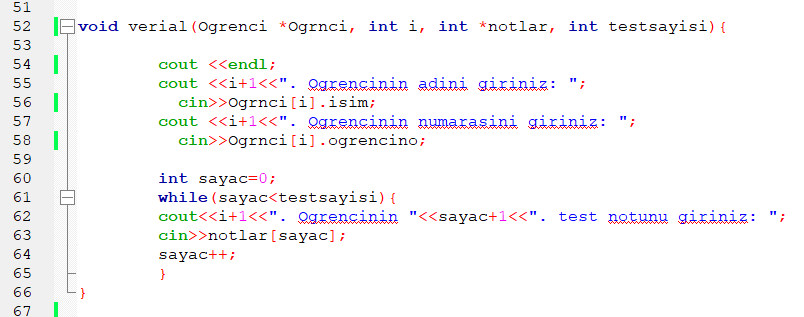 51
52 void verial(Ogrenci *Ogrnci, int i, int *notlar, int testsayisi){
53
54 cout <<endl;
55 cout <<i+1<<". Ogrencinin adini giriniz: ";
56 cin>>Ogrnci[i].isim;
57 cout <<i+1<<". Ogrencinin numarasini giriniz: ";
58 cin>>Ogrnci[i].ogrencino;
59
60 int sayac=0;
61 while(sayac<testsayisi){
62 cout<<i+1<<". Ogrencinin "<<sayac+1<<". test notunu giriniz: ";
63 cin>>notlar[sayac];
64 sayac++;
65 }
66 }
67